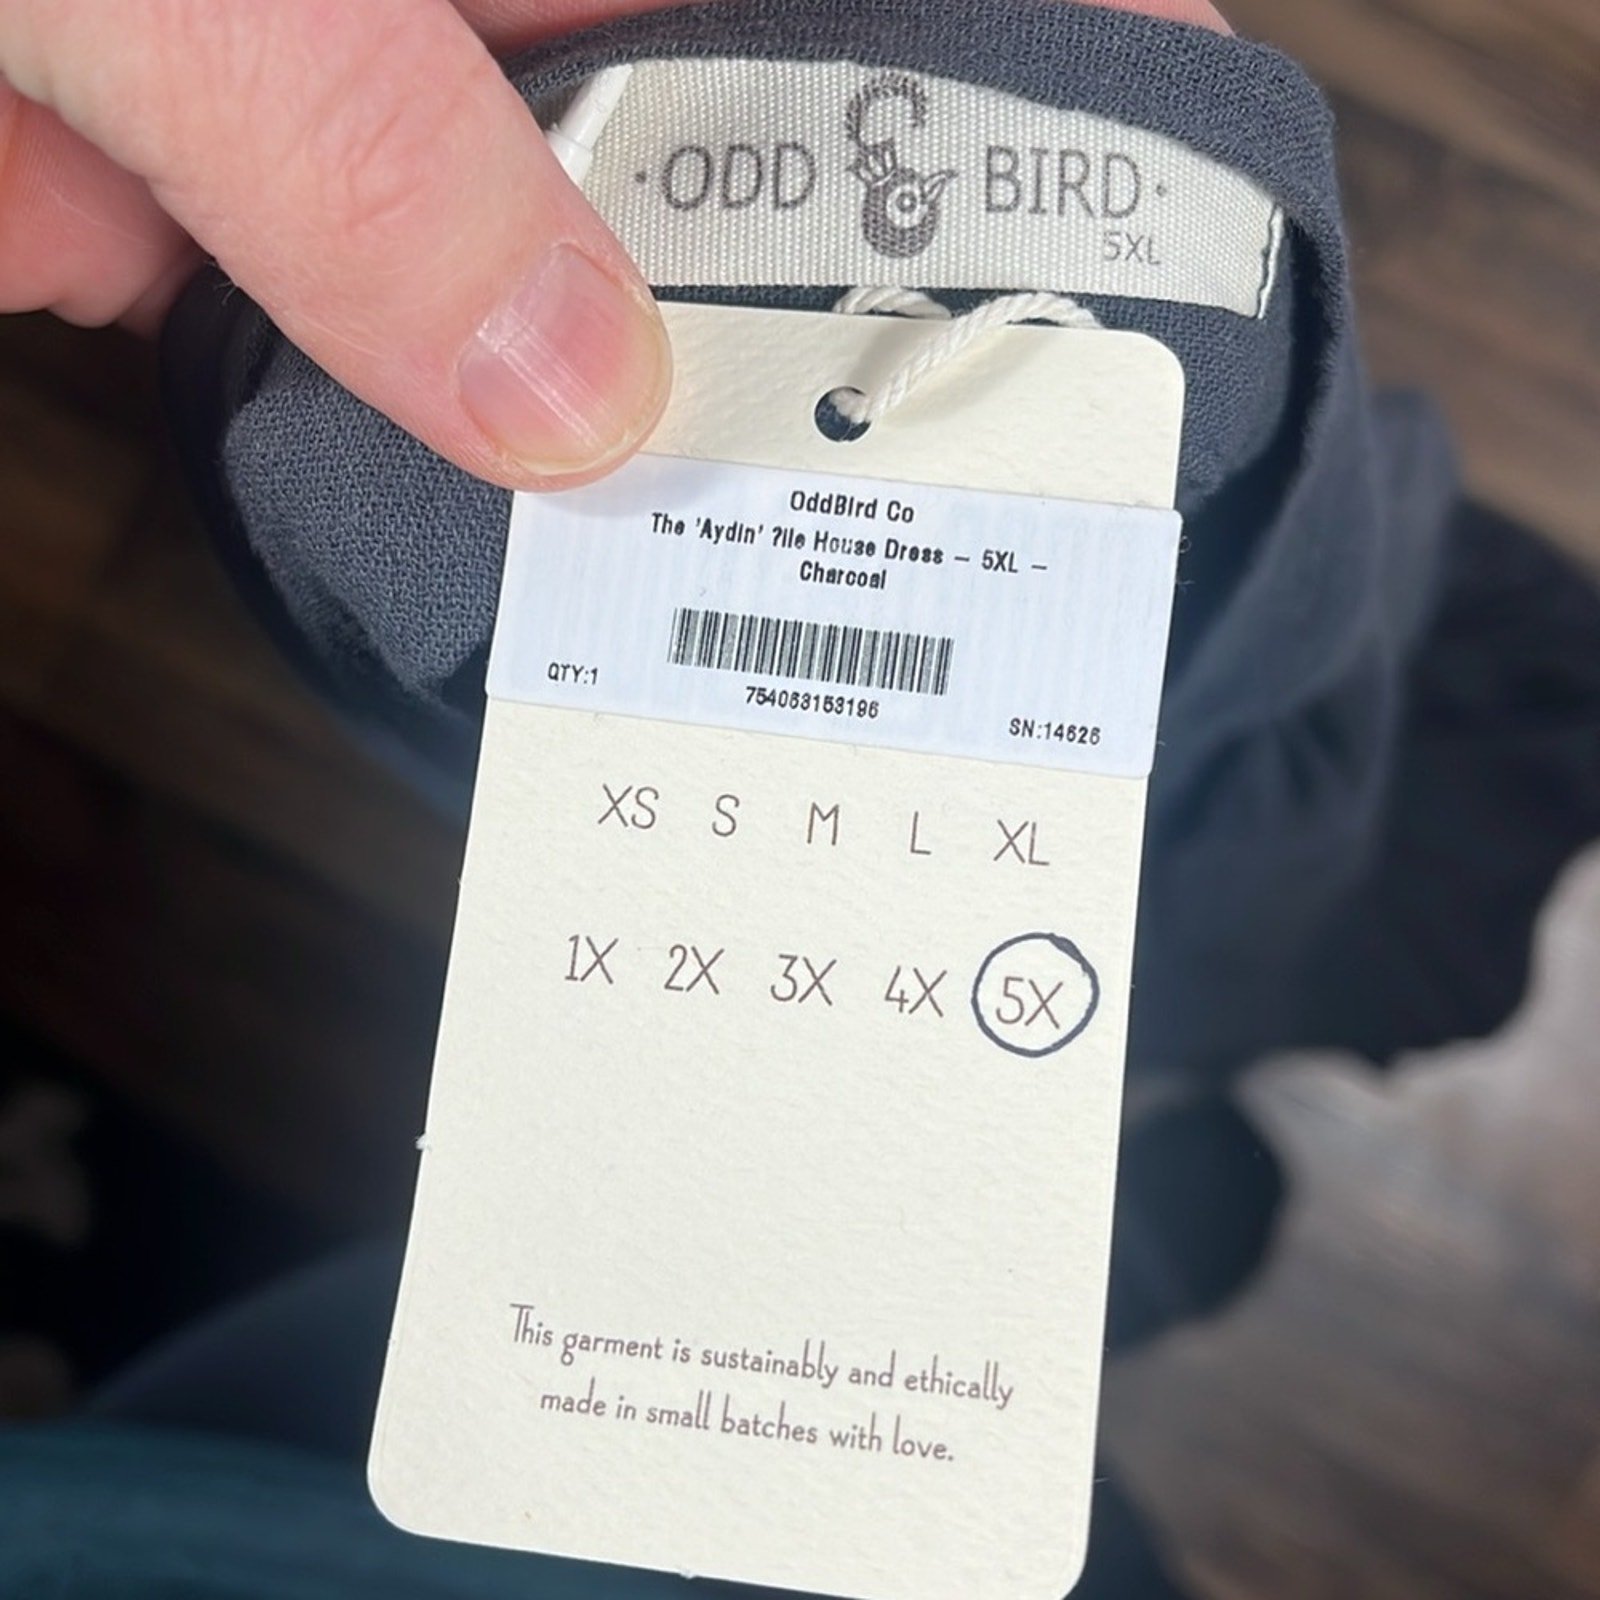 ·ODD BIRD·
5XL
OddBird Co
The 'Aydin' ?ile House Dress – 5XL –
Charcoal
QTY:1
754063153196
SN:14626
XS S M L XL
1X 2X 3X 4X 5X
This garment is sustainably and ethically
made in small batches with love.